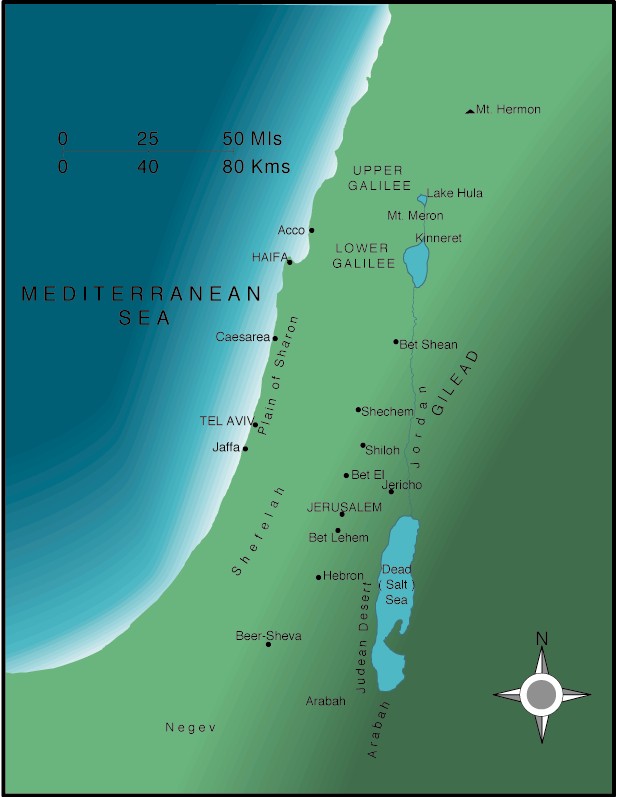 Mt. Hermon
0 25 50 Mls
0 40 80 Kms
UPPER
GALILEE
Lake Hula
Mt. Meron
Acco
Kinneret
LOWER
GALILEE
HAIFA
MEDITERRANEAN
SEA
Caesarea
Plain of Sharon
Bet Shean
GILEAD
Jordan
Shechem
TEL AVIV
Jaffa
Shiloh
Bet El
Jericho
Shefelah
JERUSALEM
Bet Lehem
Dead
( Salt )
Sea
Hebron
Judean Desert
Beer-Sheva
N
Arabah
Arabah
Negev